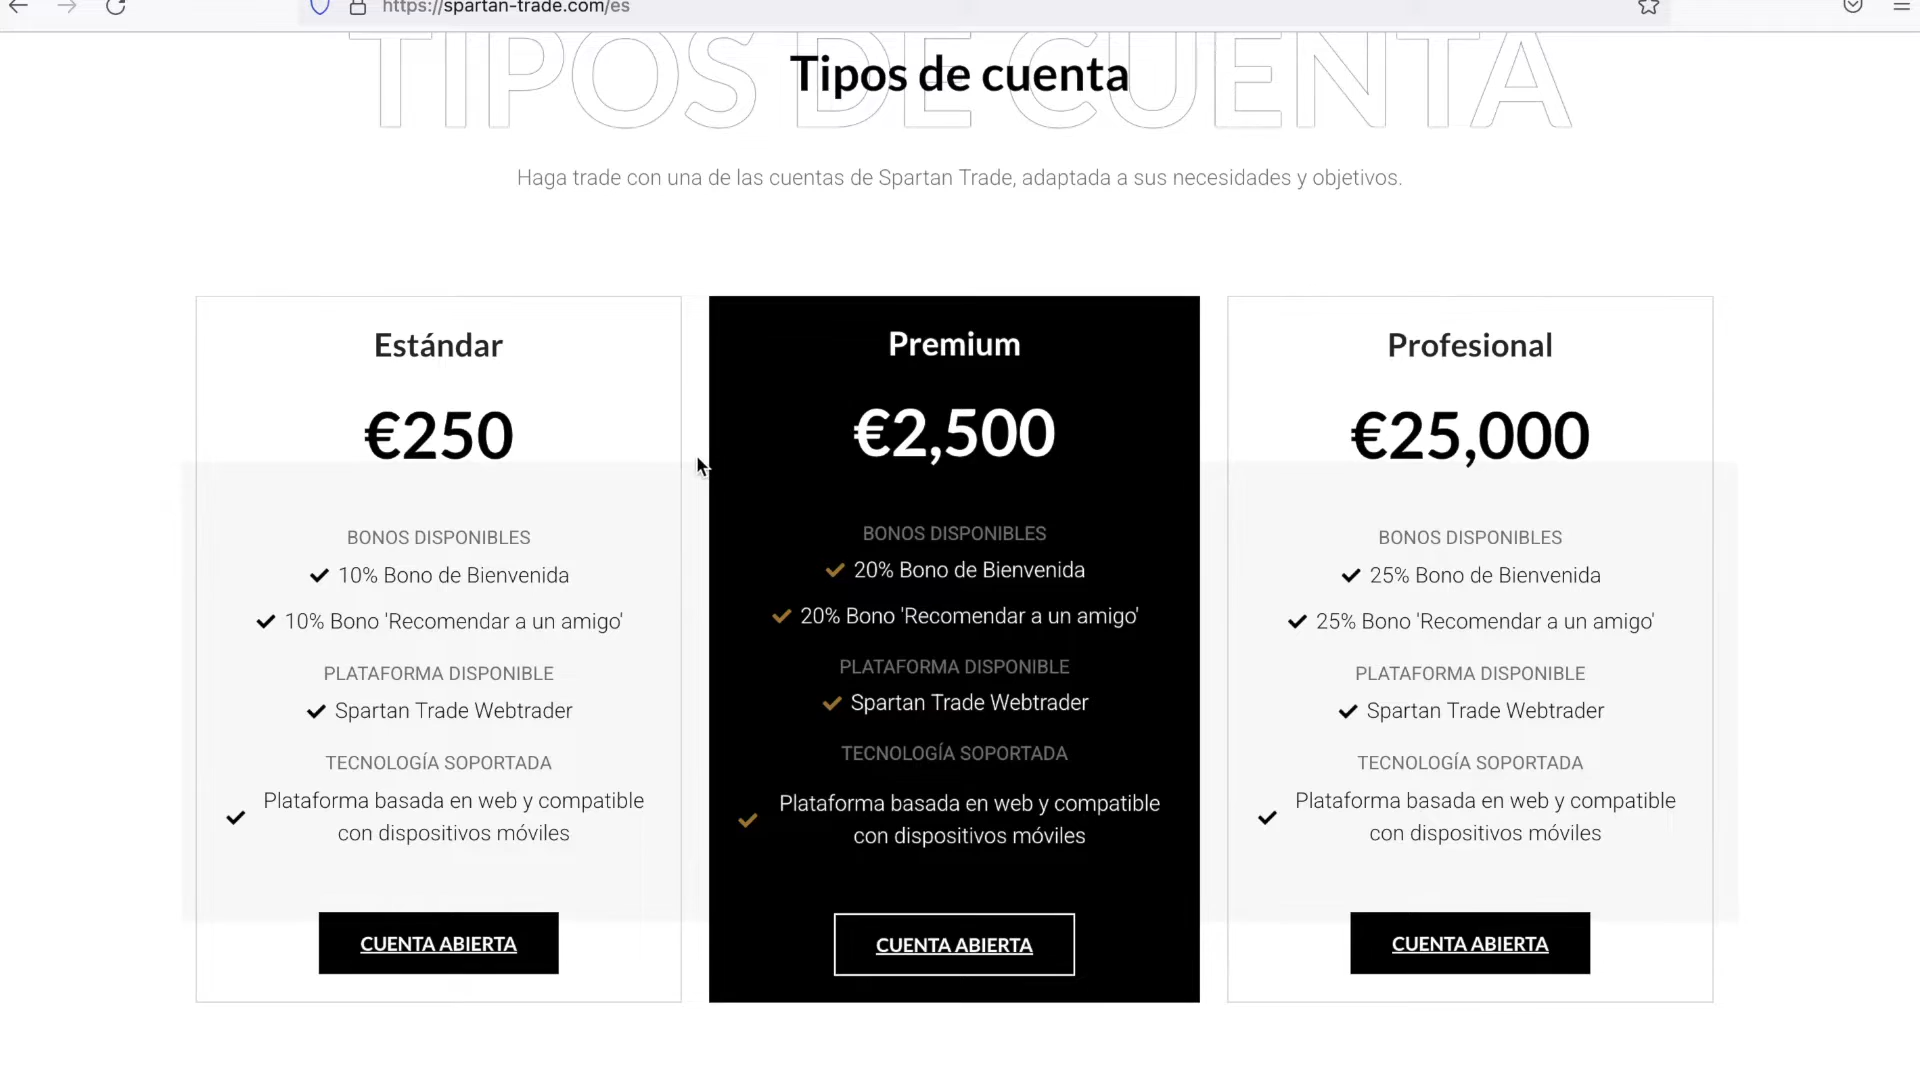 https://spartan-trade.com/es
TIPOS DE CUENTA
Tipos de cuenta
Haga trade con una de las cuentas de Spartan Trade, adaptada a sus necesidades y objetivos.
Estándar
€250
BONOS DISPONIBLES
10% Bono de Bienvenida
10% Bono 'Recomendar a un amigo'
PLATAFORMA DISPONIBLE
Spartan Trade Webtrader
TECNOLOGÍA SOPORTADA
Plataforma basada en web y compatible
con dispositivos móviles
CUENTA ABIERTA
Premium
€2,500
BONOS DISPONIBLES
20% Bono de Bienvenida
20% Bono 'Recomendar a un amigo'
PLATAFORMA DISPONIBLE
Spartan Trade Webtrader
TECNOLOGÍA SOPORTADA
Plataforma basada en web y compatible
con dispositivos móviles
CUENTA ABIERTA
Profesional
€25,000
BONOS DISPONIBLES
25% Bono de Bienvenida
25% Bono 'Recomendar a un amigo'
PLATAFORMA DISPONIBLE
Spartan Trade Webtrader
TECNOLOGÍA SOPORTADA
Plataforma basada en web y compatible
con dispositivos móviles
CUENTA ABIERTA